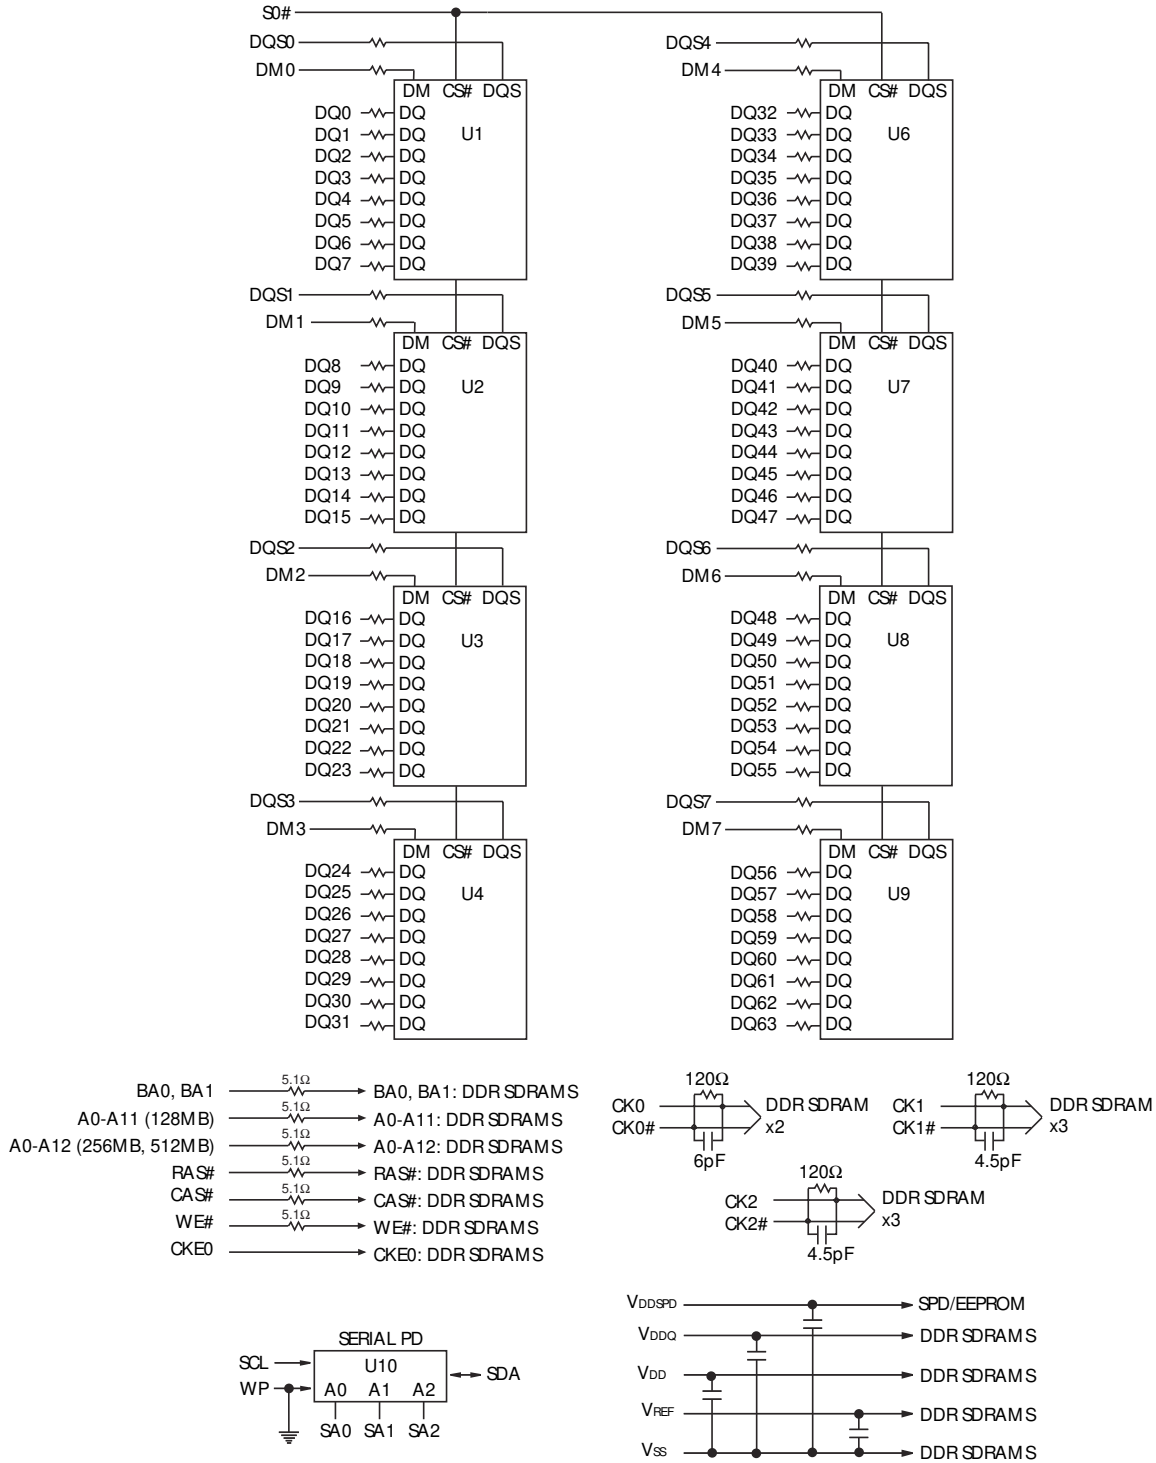 S0#
DQS0
DM0
DM CS# DQS
U1
DQ0 DQ
DQ1 DQ
DQ2 DQ
DQ3 DQ
DQ4 DQ
DQ5 DQ
DQ6 DQ
DQ7 DQ
DQS1
DM1
DM CS# DQS
U2
DQ8 DQ
DQ9 DQ
DQ10 DQ
DQ11 DQ
DQ12 DQ
DQ13 DQ
DQ14 DQ
DQ15 DQ
DQS2
DM2
DM CS# DQS
U3
DQ16 DQ
DQ17 DQ
DQ18 DQ
DQ19 DQ
DQ20 DQ
DQ21 DQ
DQ22 DQ
DQ23 DQ
DQS3
DM3
DM CS# DQS
U4
DQ24 DQ
DQ25 DQ
DQ26 DQ
DQ27 DQ
DQ28 DQ
DQ29 DQ
DQ30 DQ
DQ31 DQ
DQS4
DM4
DM CS# DQS
U6
DQ32 DQ
DQ33 DQ
DQ34 DQ
DQ35 DQ
DQ36 DQ
DQ37 DQ
DQ38 DQ
DQ39 DQ
DQS5
DM5
DM CS# DQS
U7
DQ40 DQ
DQ41 DQ
DQ42 DQ
DQ43 DQ
DQ44 DQ
DQ45 DQ
DQ46 DQ
DQ47 DQ
DQS6
DM6
DM CS# DQS
U8
DQ48 DQ
DQ49 DQ
DQ50 DQ
DQ51 DQ
DQ52 DQ
DQ53 DQ
DQ54 DQ
DQ55 DQ
DQS7
DM7
DM CS# DQS
U9
DQ56 DQ
DQ57 DQ
DQ58 DQ
DQ59 DQ
DQ60 DQ
DQ61 DQ
DQ62 DQ
DQ63 DQ
BA0, BA1 5.1Ω BA0, BA1: DDR SDRAMS
A0-A11 (128MB) 5.1Ω A0-A11: DDR SDRAMS
A0-A12 (256MB, 512MB) 5.1Ω A0-A12: DDR SDRAMS
RAS# 5.1Ω RAS#: DDR SDRAMS
CAS# 5.1Ω CAS#: DDR SDRAMS
WE# 5.1Ω WE#: DDR SDRAMS
CKE0 CKE0: DDR SDRAMS
120Ω
CK0 DDR SDRAM
CK0# x2
6pF
120Ω
CK1 DDR SDRAM
CK1# x3
4.5pF
120Ω
CK2 DDR SDRAM
CK2# x3
4.5pF
SERIAL PD
SCL U10 SDA
WP A0 A1 A2
SA0 SA1 SA2
VDDSPD SPD/EEPROM
VDDQ DDR SDRAMS
VDD DDR SDRAMS
VREF DDR SDRAMS
VSS DDR SDRAMS